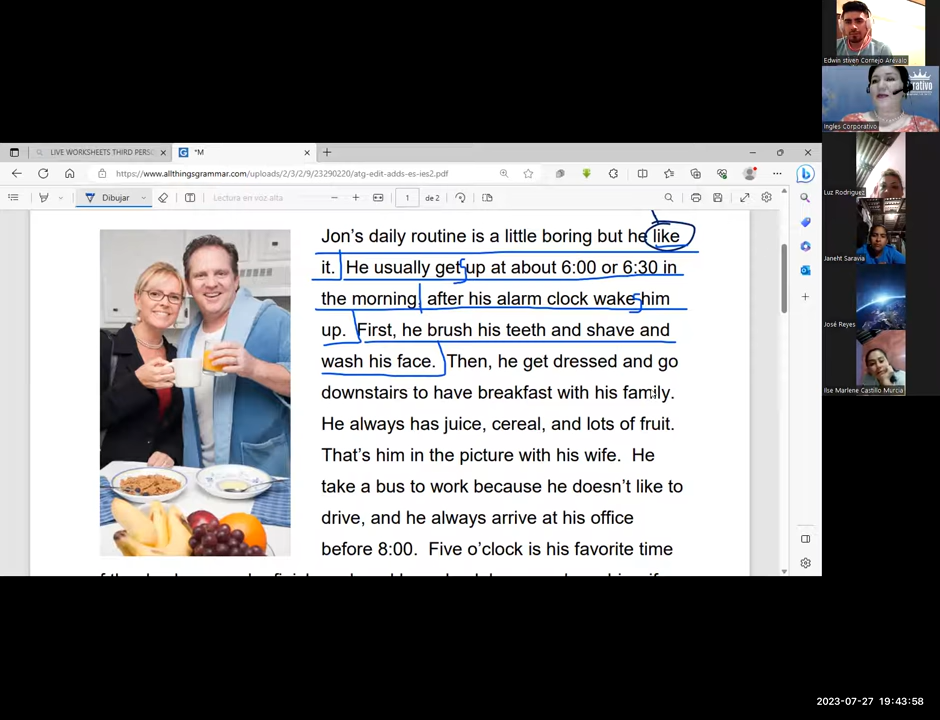 Edwin stiven Cornejo Arévalo
rativo
Ingles Corporativo
LIVE WORKSHEETS THIRD PERSO
*M
https://www.allthingsgrammar.com/uploads/2/3/2/9/23290220/atg-edit-adds-es-ies2.pdf
Dibujar
Lectura en voz alta
1
de 2
Luz Rodriguez
Janeht Saravia
José Reyes
Ilse Marlene Castillo Murcia
Jon's daily routine is a little boring but he like
it. He usually gets up at about 6:00 or 6:30 in
the morning after his alarm clock wakes him
up. First, he brush his teeth and shave and
wash his face. Then, he get dressed and go
downstairs to have breakfast with his family.
He always has juice, cereal, and lots of fruit.
That's him in the picture with his wife. He
take a bus to work because he doesn't like to
drive, and he always arrive at his office
before 8:00. Five o'clock is his favorite time
2023-07-27 19:43:58